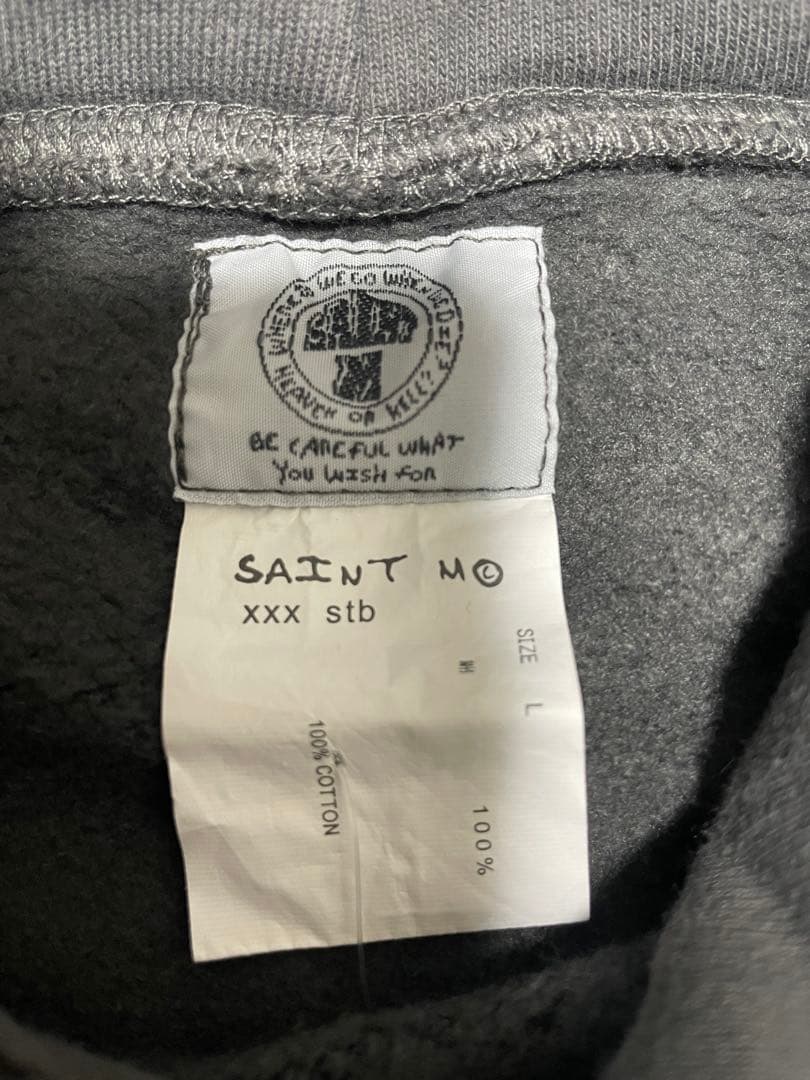 WHERE'S WE GO WHEN WE DIE?
HEAVEN OR HELL?
SAINT
M
BE CAREFUL WHAT
YOU WISH FOR
SAINT M©
xxx stb
SIZE L
100%
100% COTTON